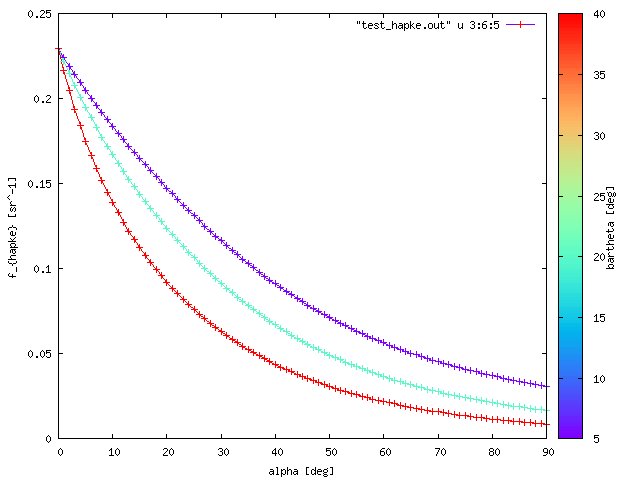 "test_hapke.out" u 3:6:5
0.25
0.2
0.15
0.1
0.05
0
f_{hapke} [sr^-1]
0 10 20 30 40 50 60 70 80 90
alpha [deg]
40
35
30
25
20
15
10
5
bartheta [deg]